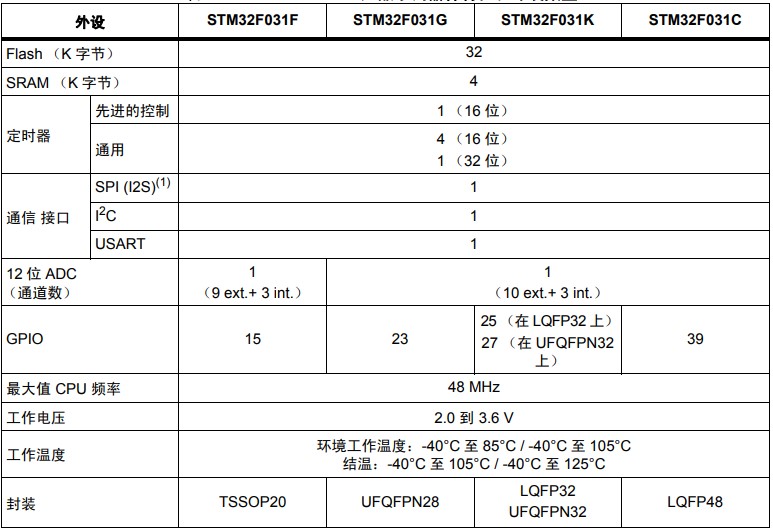 外设 STM32F031F STM32F031G STM32F031K STM32F031C
Flash （K 字节） 32
SRAM （K 字节） 4
定时器 先进的控制 1 （16 位）
通用 4 （16 位）
1 （32 位）
通信 接口 SPI (I2S)(1) 1
I2C 1
USART 1
12 位 ADC
（通道数） 1
（9 ext.+ 3 int.） 1
（10 ext.+ 3 int.）
GPIO 15 23 25 （在 LQFP32 上）
27 （在 UFQFPN32
上） 39
最大值 CPU 频率 48 MHz
工作电压 2.0 到 3.6 V
工作温度 环境工作温度：-40°C 至 85°C / -40°C 至 105°C
结温：-40°C 至 105°C / -40°C 至 125°C
封装 TSSOP20 UFQFPN28 LQFP32
UFQFPN32 LQFP48